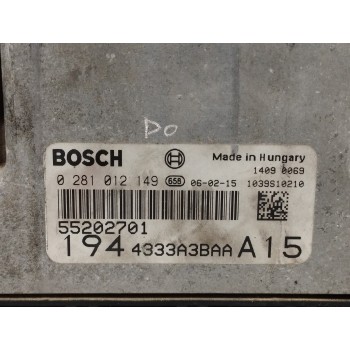 DO
BOSCH
Made in Hungary
1409 0069
0 281 012 149 658 06-02-15 1039S10210
55202701
194 4333A3BAA A15